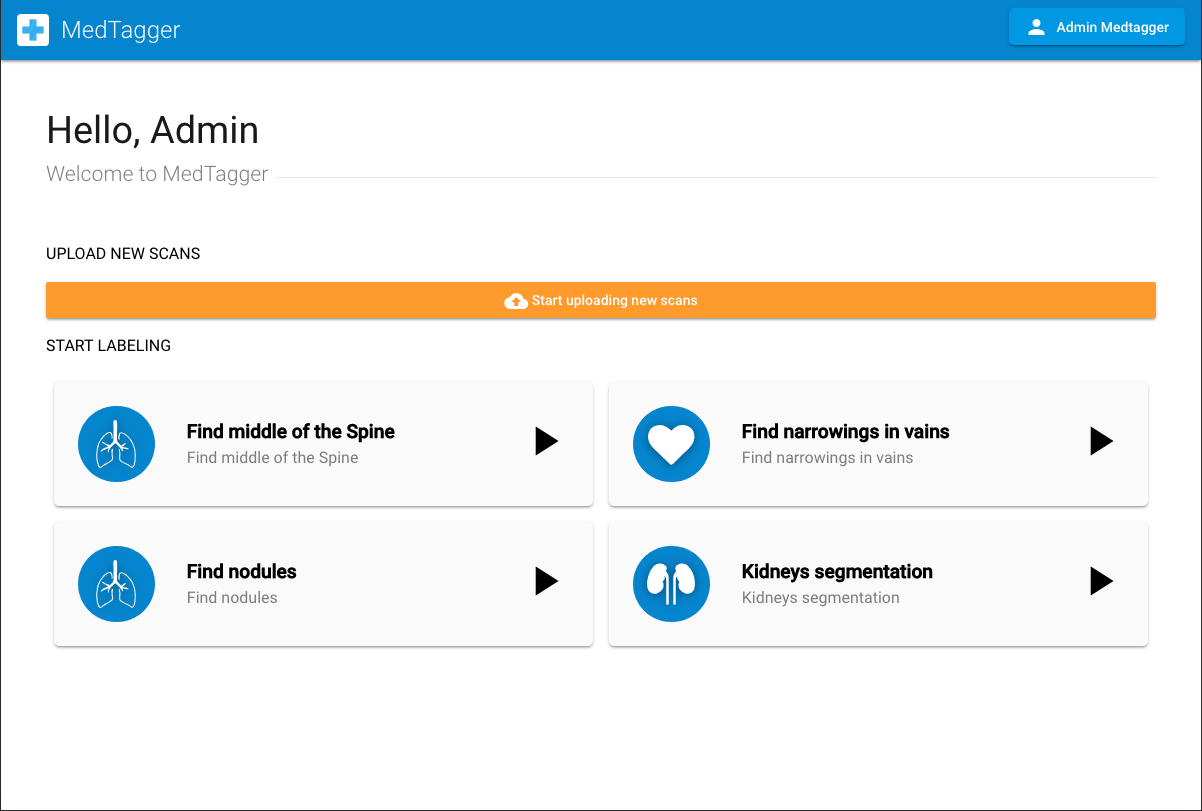 MedTagger
Admin Medtagger
Hello, Admin
Welcome to MedTagger
UPLOAD NEW SCANS
Start uploading new scans
START LABELING
Find middle of the Spine
Find middle of the Spine
Find narrowings in vains
Find narrowings in vains
Find nodules
Find nodules
Kidneys segmentation
Kidneys segmentation